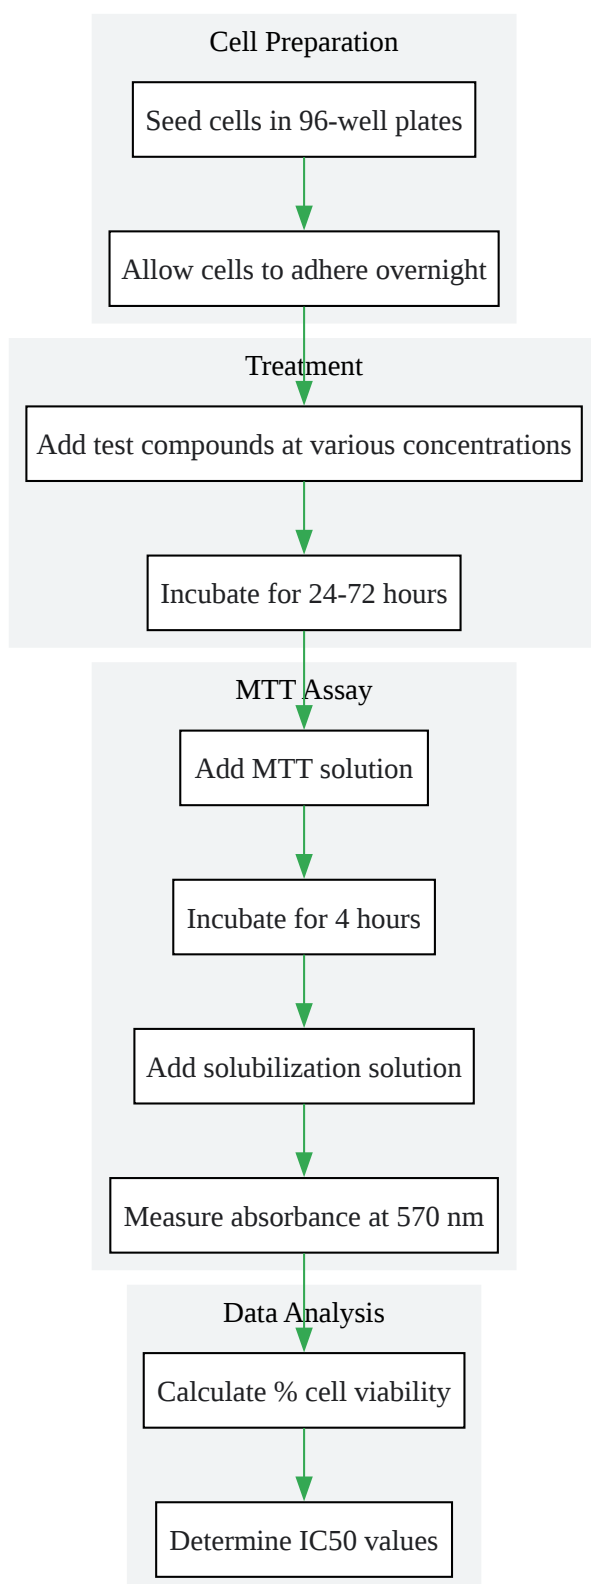 Cell Preparation
Seed cells in 96-well plates
Allow cells to adhere overnight
Treatment
Add test compounds at various concentrations
Incubate for 24-72 hours
MTT Assay
Add MTT solution
Incubate for 4 hours
Add solubilization solution
Measure absorbance at 570 nm
Data Analysis
Calculate % cell viability
Determine IC50 values